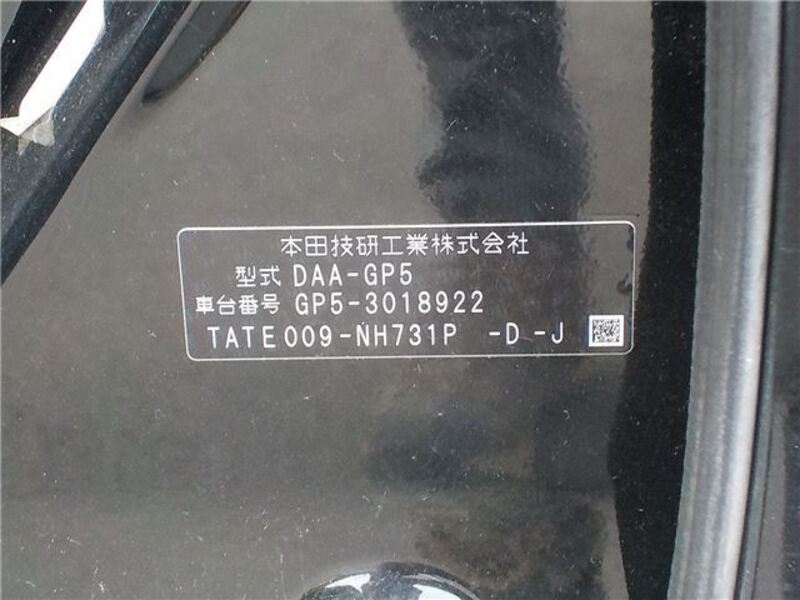 本田技研工業株式会社
型式 DAA-GP5
車台番号 GP5-3018922
TATE009-NH731P -D-J